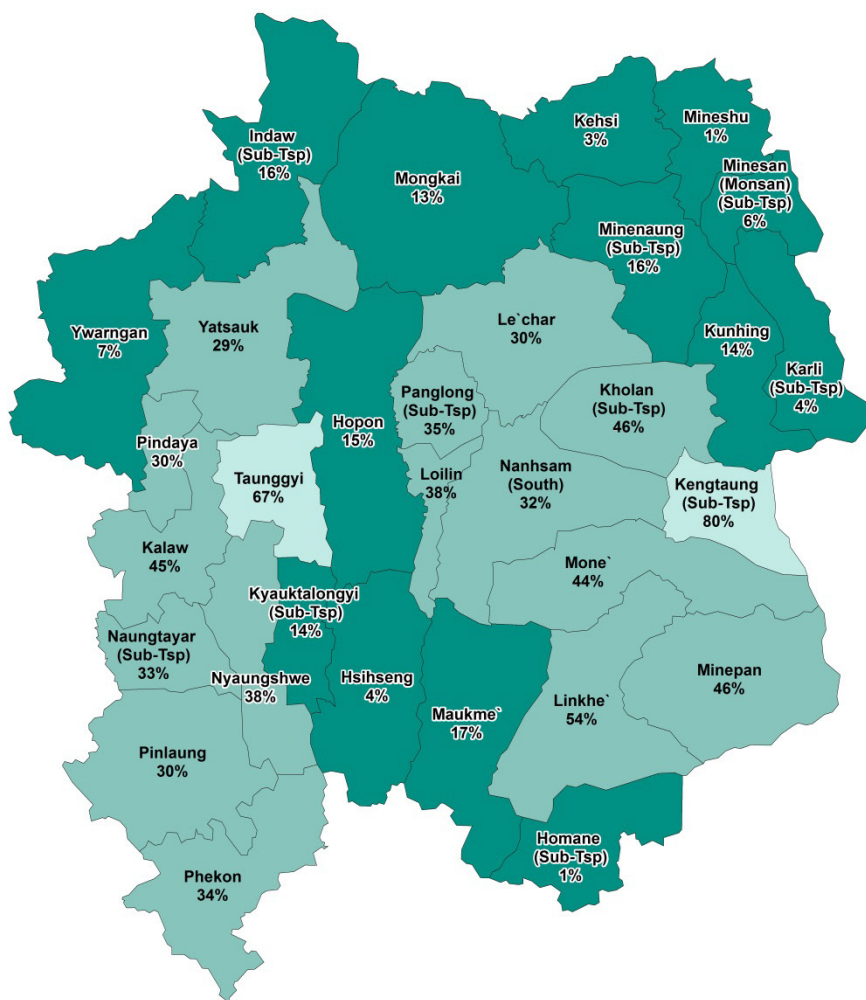 Indaw
(Sub-Tsp)
16%
Mongkai
13%
Kehsi
3%
Mineshu
1%
Minesan
(Monsan)
(Sub-Tsp)
6%
Minenaung
(Sub-Tsp)
16%
Ywarngan
7%
Yatsauk
29%
Le`char
30%
Kunhing
14%
Karli
(Sub-Tsp)
4%
Panglong
(Sub-Tsp)
35%
Kholan
(Sub-Tsp)
46%
Hopon
15%
Pindaya
30%
Taunggyi
67%
Loilin
38%
Nanhsam
(South)
32%
Kengtaung
(Sub-Tsp)
80%
Kalaw
45%
Mone`
44%
Kyauktalongyi
(Sub-Tsp)
14%
Naungtayar
(Sub-Tsp)
33%
Nyaungshwe
38%
Hsihseng
4%
Maukme`
17%
Linkhe`
54%
Minepan
46%
Pinlaung
30%
Homane
(Sub-Tsp)
1%
Phekon
34%